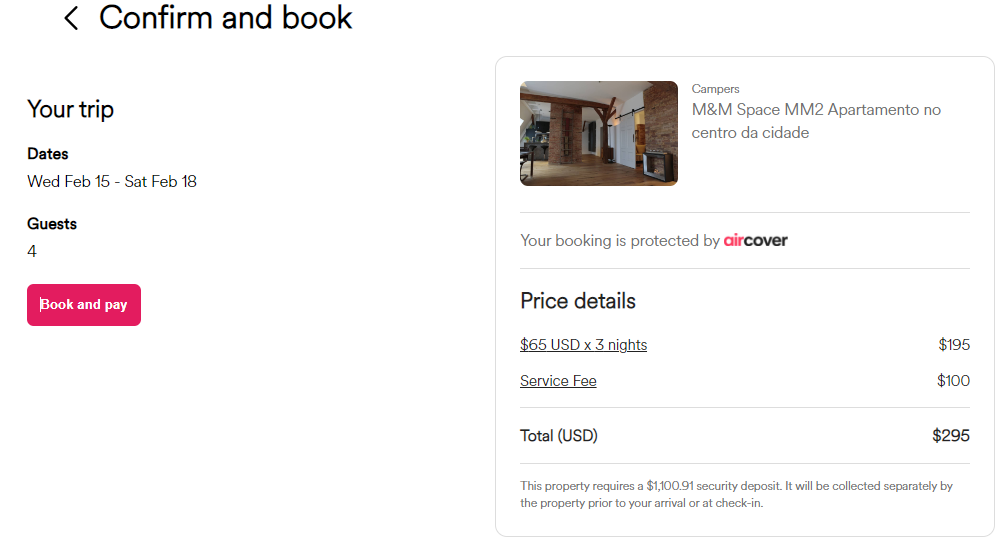 Confirm and book
Your trip
Dates
Wed Feb 15 - Sat Feb 18
Guests
4
Book and pay
Campers
M&M Space MM2 Apartamento no
centro da cidade
Your booking is protected by aircover
Price details
$65 USD x 3 nights $195
Service Fee $100
Total (USD) $295
This property requires a $1,100.91 security deposit. It will be collected separately by
the property prior to your arrival or at check-in.